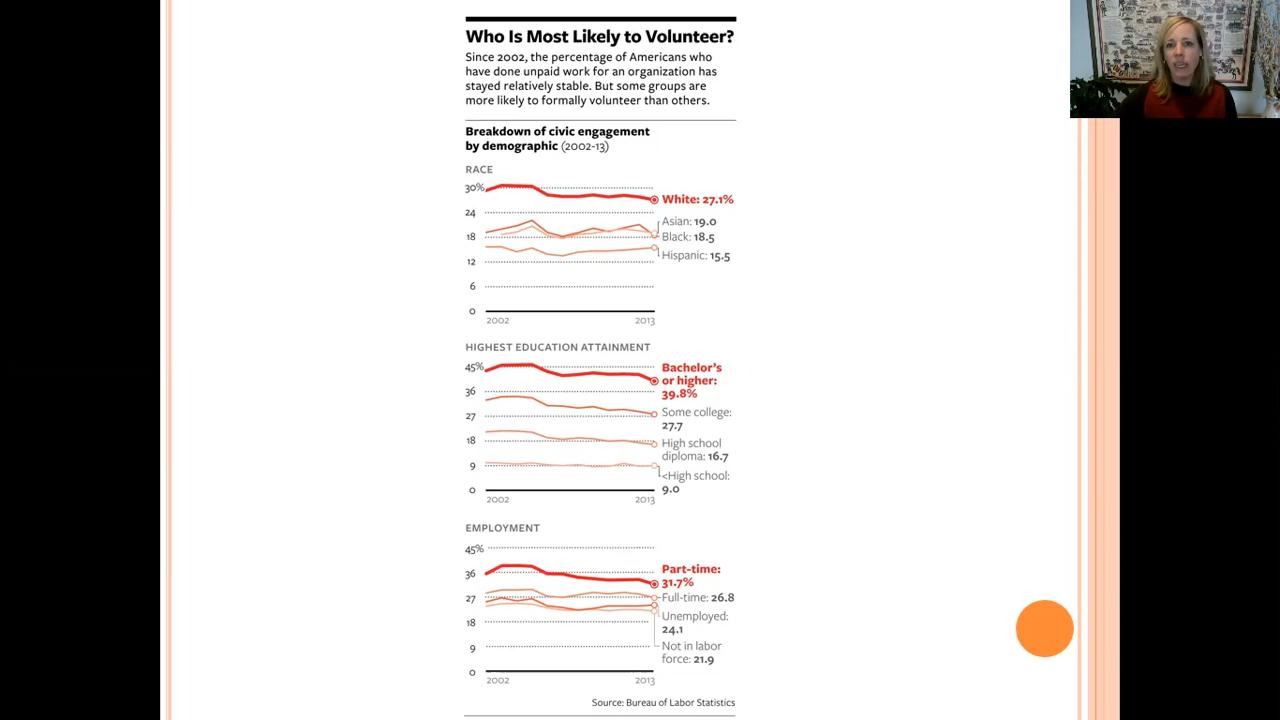 Who Is Most Likely to Volunteer?
Since 2002, the percentage of Americans who
have done unpaid work for an organization has
stayed relatively stable. But some groups are
more likely to formally volunteer than others.
Breakdown of civic engagement
by demographic (2002-13)
RACE
30%
24
18
12
6
0
White: 27.1%
Asian: 19.0
Black: 18.5
Hispanic: 15.5
2002
2013
HIGHEST EDUCATION ATTAINMENT
45%
36
27
18
9
0
Bachelor's
or higher:
39.8%
Some college:
27.7
High school
diploma: 16.7
<High school:
9.0
2002
2013
EMPLOYMENT
45%
36
27
18
9
0
Part-time:
31.7%
Full-time: 26.8
Unemployed:
24.1
Not in labor
force: 21.9
2002
2013
Source: Bureau of Labor Statistics